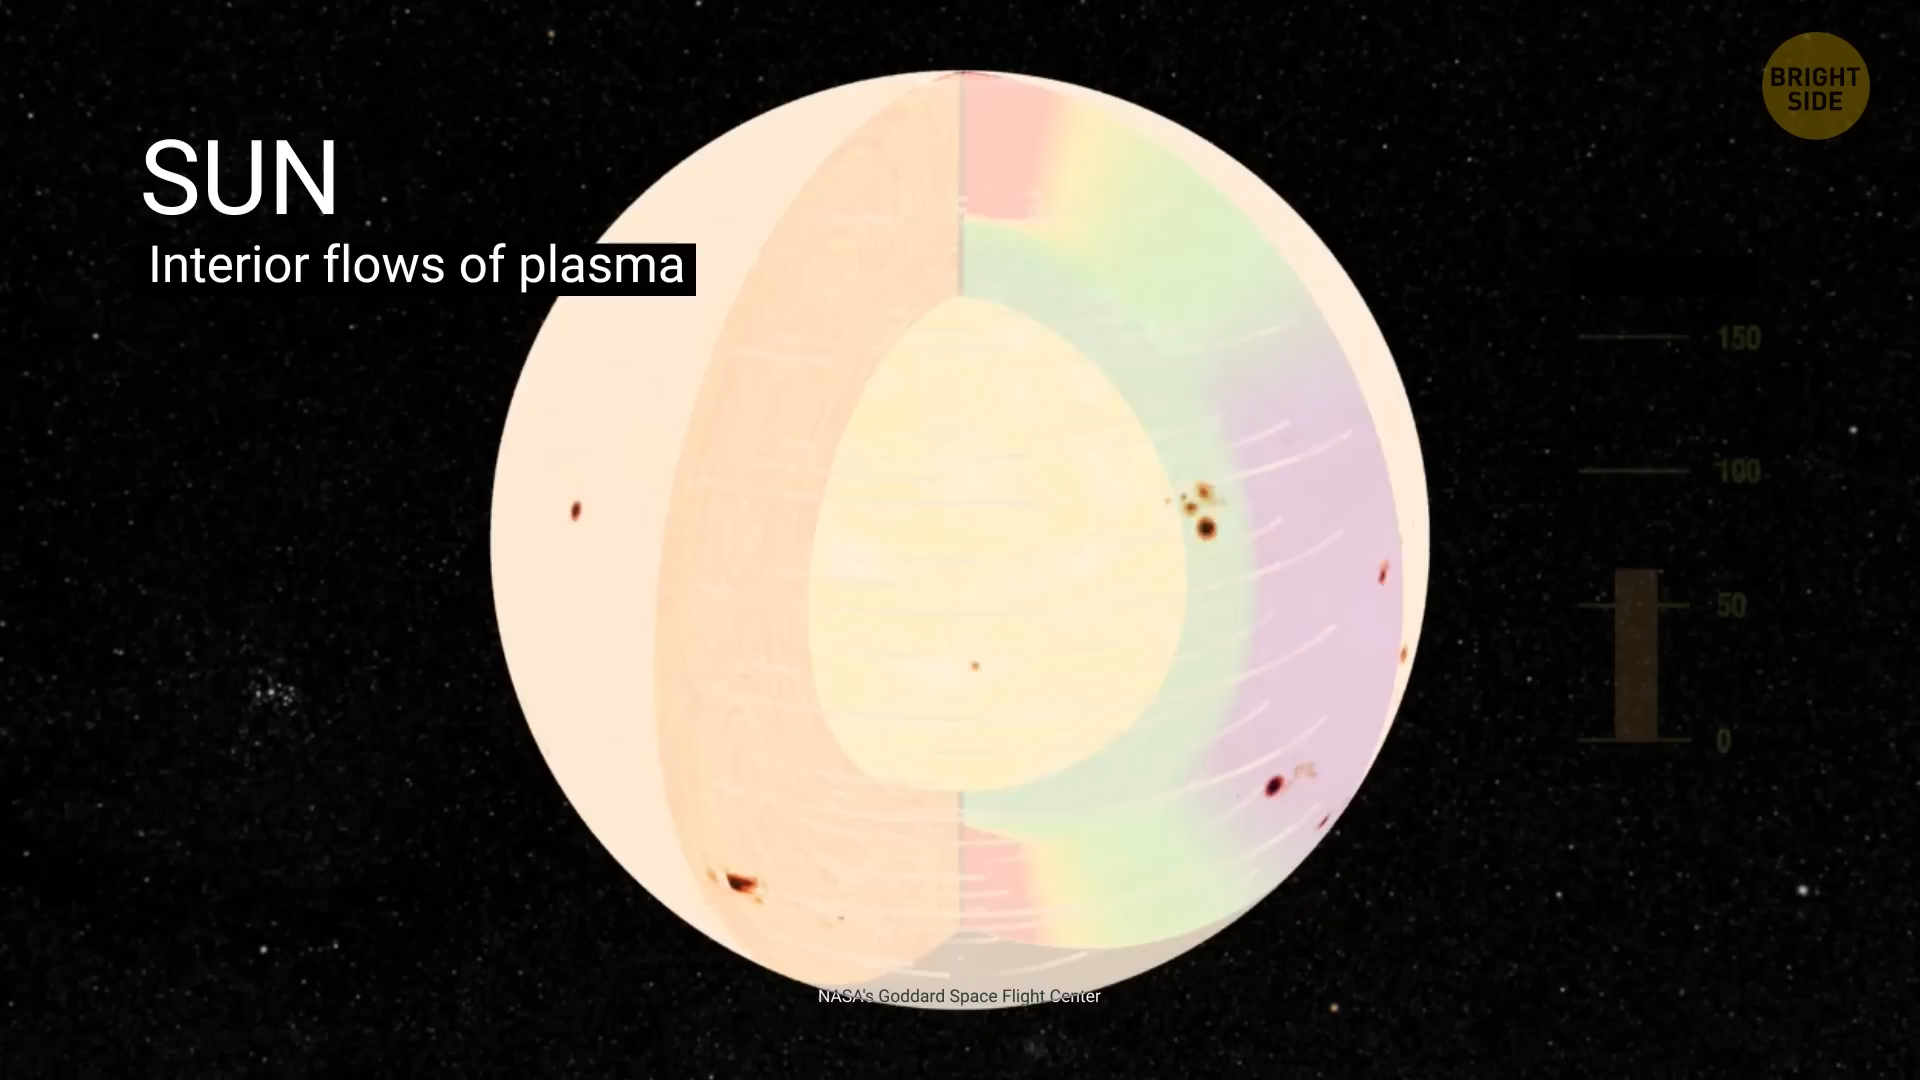 SUN
Interior flows of plasma
BRIGHT
SIDE
150
100
50
0
NASA's Goddard Space Flight Center